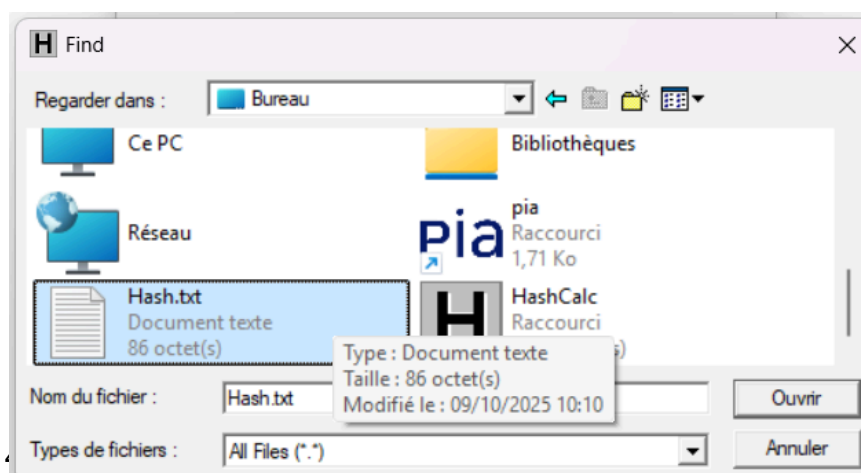 H Find
Regarder dans : Bureau
Ce PC
Bibliothèques
Réseau
pia
pia
Raccourci
1,71 Ko
Hash.txt
Document texte
86 octet(s)
H
HashCalc
Raccourci
)
Type : Document texte
Taille : 86 octet(s)
Modifié le : 09/10/2025 10:10
Nom du fichier : Hash.txt Ouvrir
Types de fichiers : All Files (*.*) Annuler